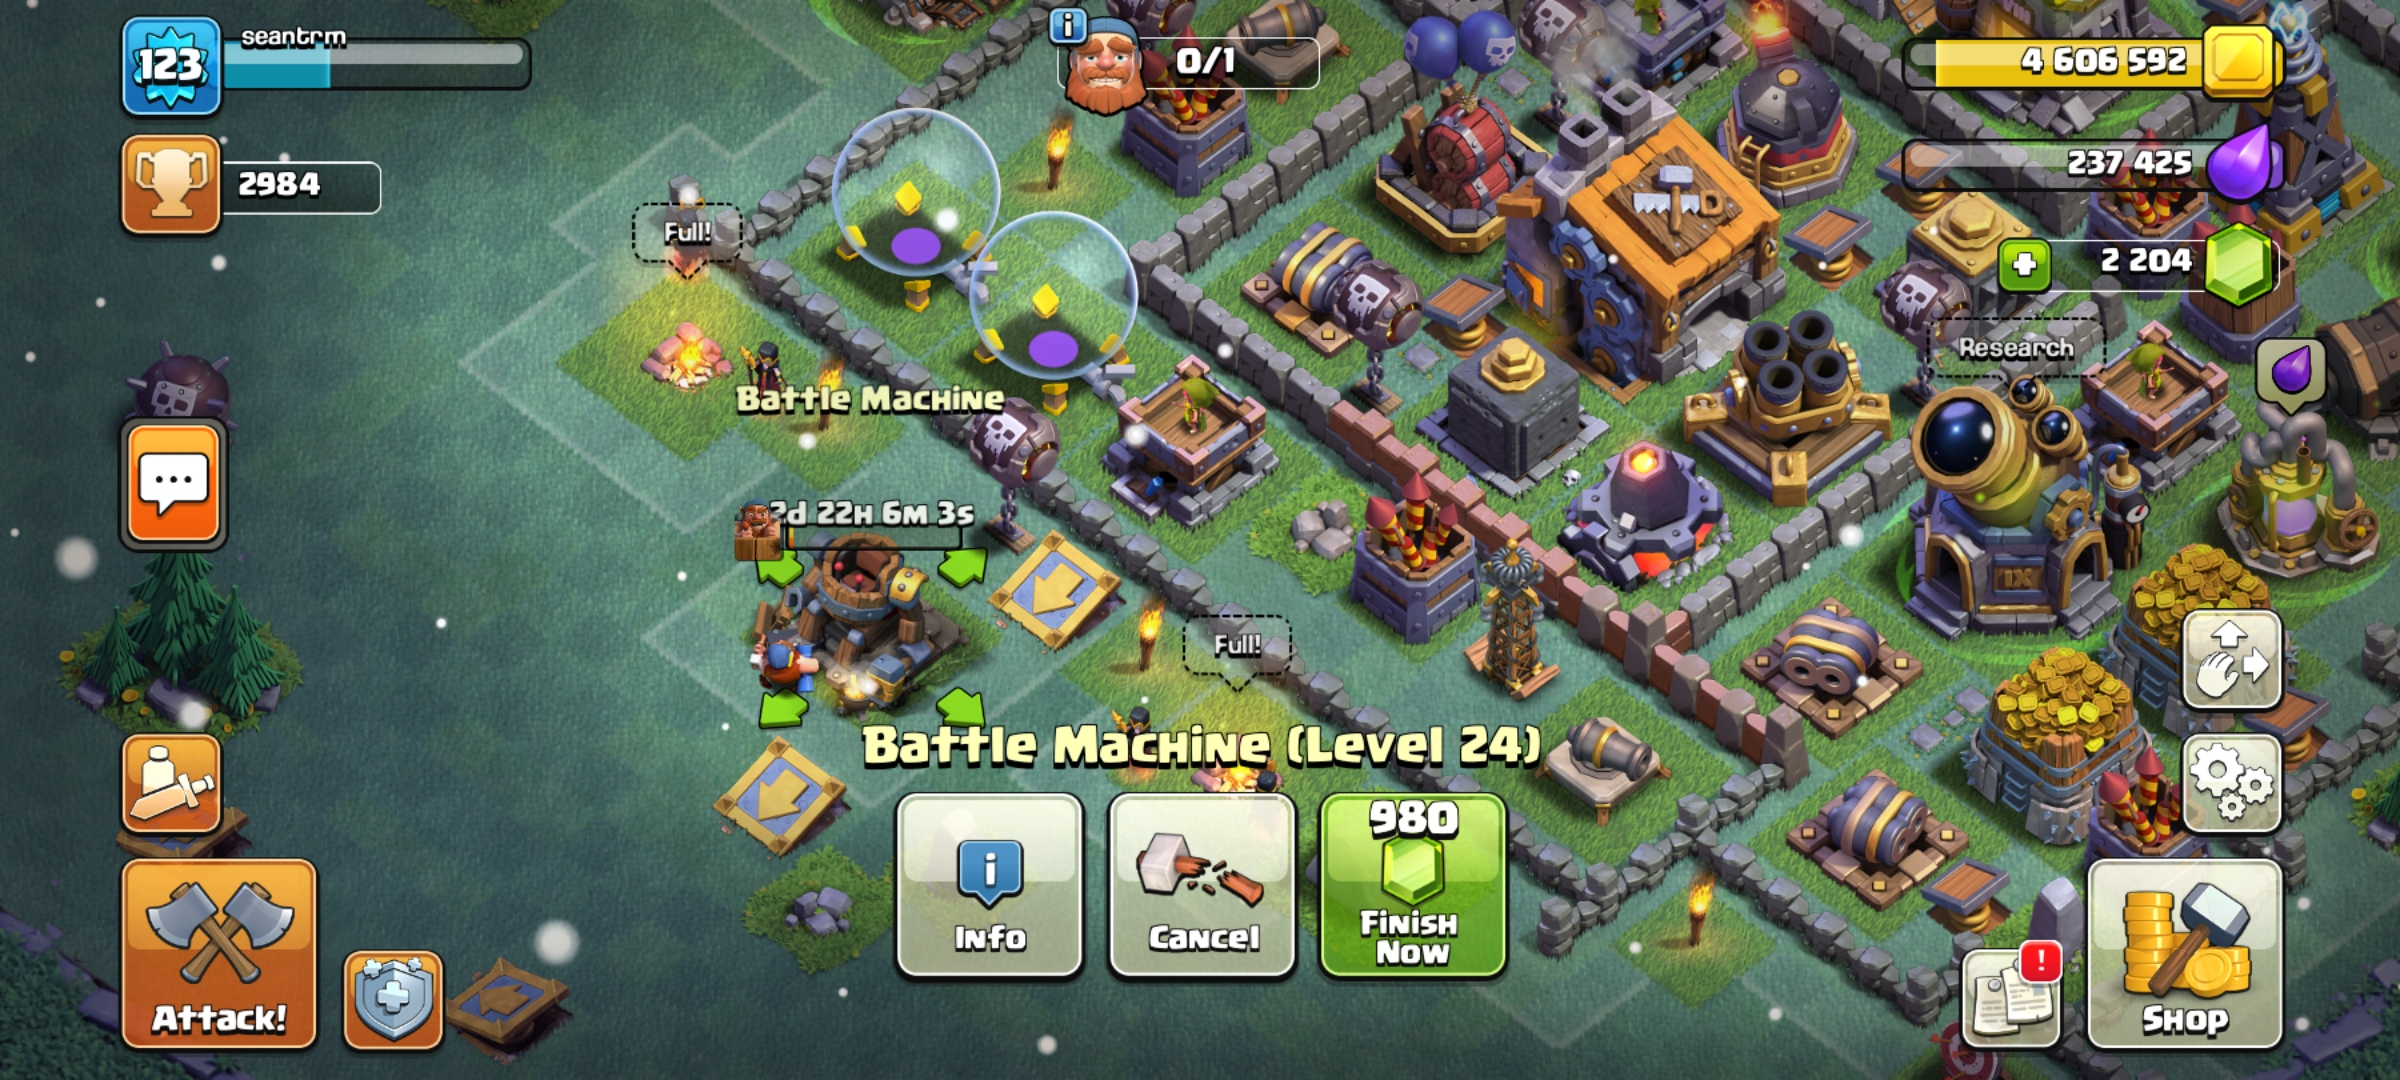 seantrm
123
0/1
4 606 592
2984
237 425
Full!
2 204
Research
Battle Machine
2d 22h 6m 3s
IX
Full!
Battle Machine (Level 24)
980
Info
Cancel
Finish
Now
!
Attack!
Shop